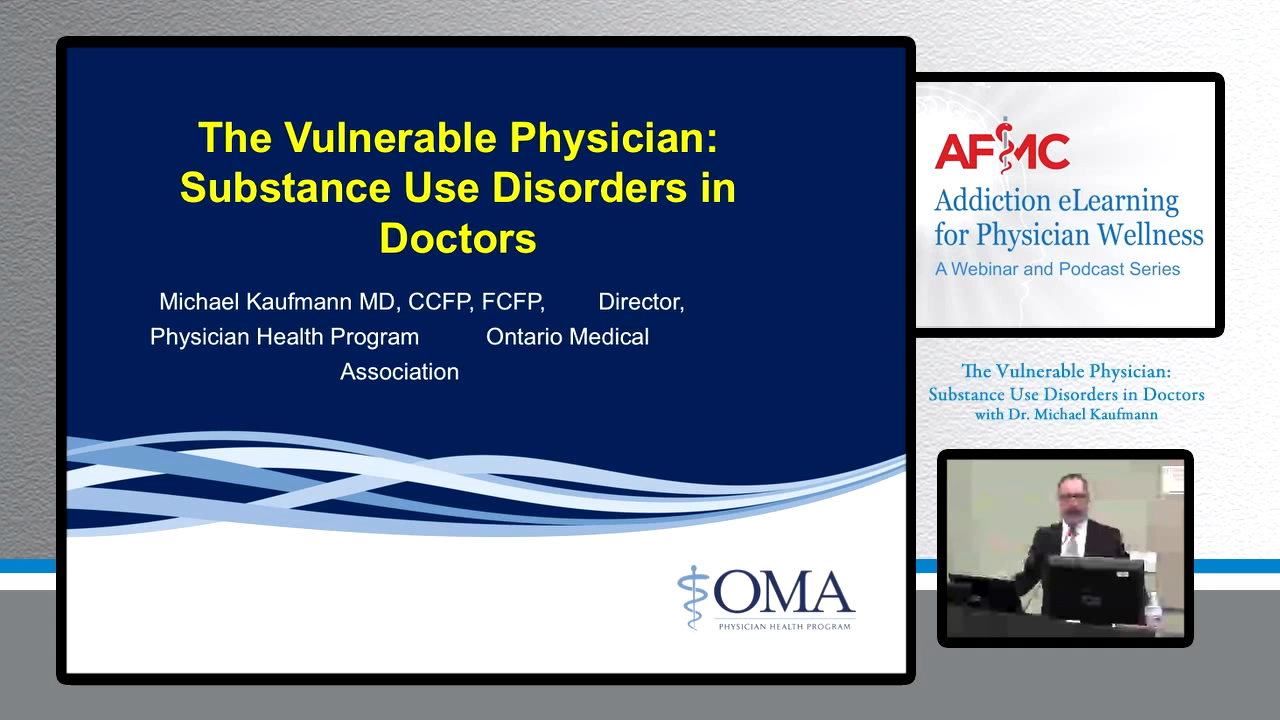 The Vulnerable Physician:
Substance Use Disorders in
Doctors
Michael Kaufmann MD, CCFP, FCFP, Director,
Physician Health Program Ontario Medical
Association
OMA
PHYSICIAN HEALTH PROGRAM
AFMC
Addiction eLearning
for Physician Wellness
A Webinar and Podcast Series
The Vulnerable Physician:
Substance Use Disorders in Doctors
with Dr. Michael Kaufmann